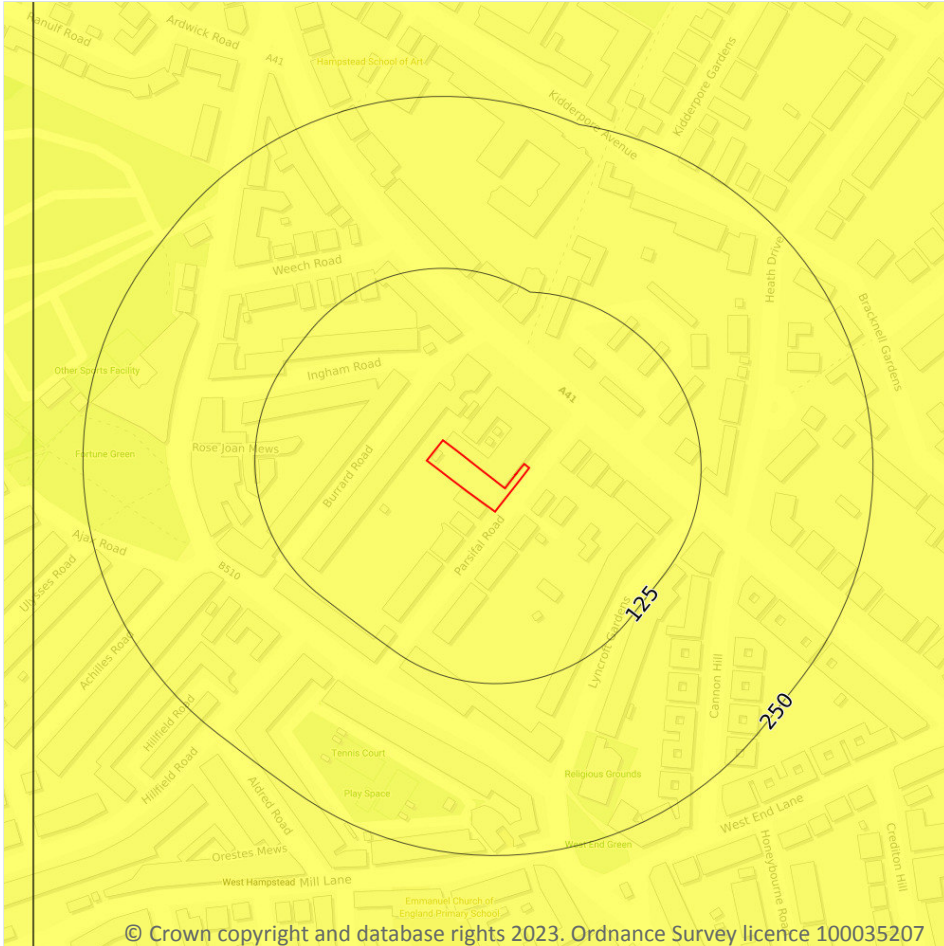 Ranulf Road
Ardwick Road
A41
Hampstead School of Art
Kidderpore Gardens
Kidderpore Avenue
Weech Road
Heath Drive
Bracknell Gardens
Other Sports Facility
Ingham Road
A41
Fortune Green
Rose Joan Mews
Burrard Road
Ajax Road
B510
Parsifal Road
Ulysses Road
125
Achilles Road
Lyncroft Gardens
Cannon Hill
250
Hillfield Road
Tennis Court
Hillfield Road
Play Space
Religious Grounds
Aldred Road
West End Lane
West End Green
Orestes Mews
Honeybourne Road
Crediton Hill
West Hampstead
Mill Lane
Emmanuel Church of
England Primary School
© Crown copyright and database rights 2023. Ordnance Survey licence 100035207